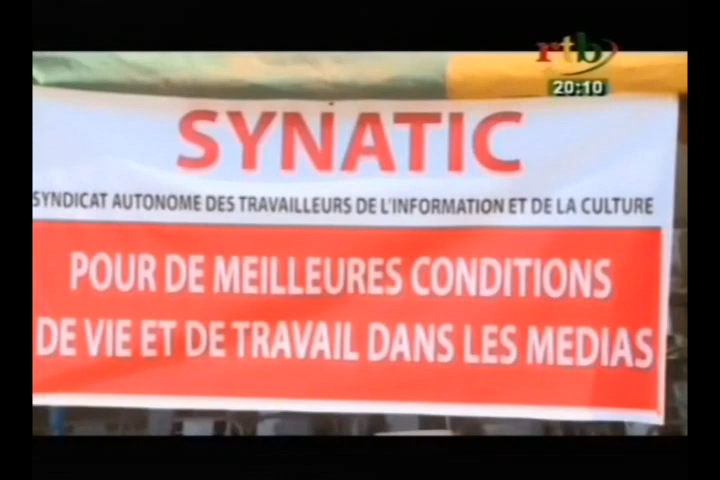 rtb
20:10
SYNATIC
SYNDICAT AUTONOME DES TRAVAILLEURS DE L'INFORMATION ET DE LA CULTURE
POUR DE MEILLEURES CONDITIONS
DE VIE ET DE TRAVAIL DANS LES MEDIAS